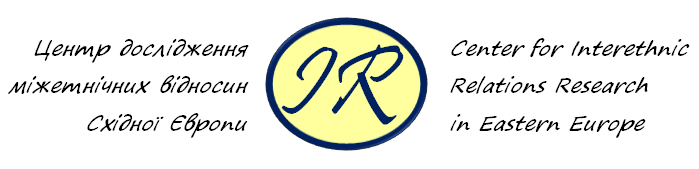 Центр дослідження
міжетнічних відносин
Східної Європи
IR
Center for Interethnic
Relations Research
in Eastern Europe